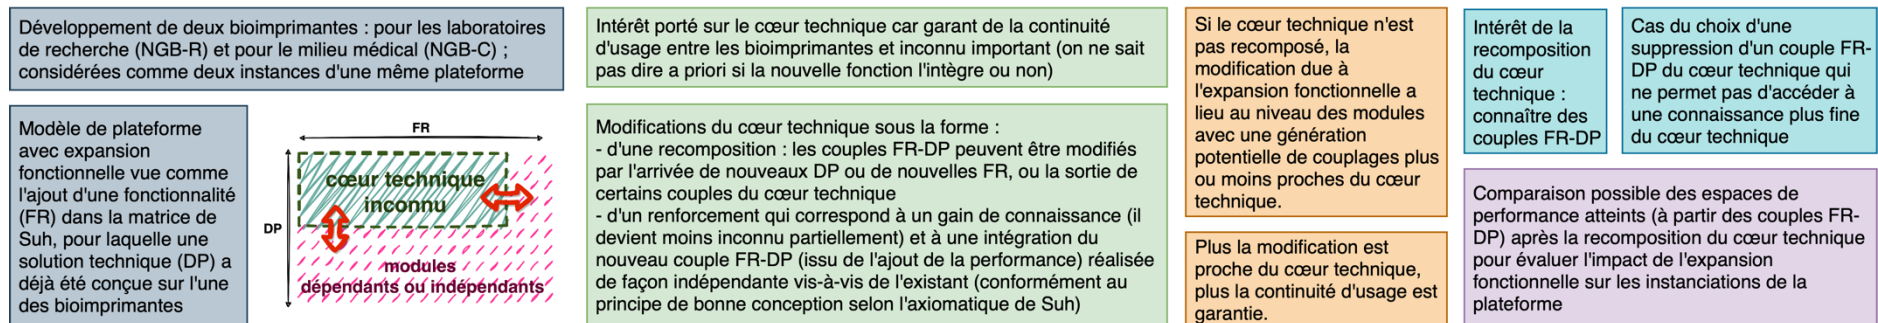 Développement de deux bioimprimantes : pour les laboratoires
de recherche (NGB-R) et pour le milieu médical (NGB-C) ;
considérées comme deux instances d'une même plateforme
Modèle de plateforme
avec expansion
fonctionnelle vue comme
l'ajout d'une fonctionnalité
(FR) dans la matrice de
Suh, pour laquelle une
solution technique (DP) a
déjà été conçue sur l'une
des bioimprimantes
FR
DP
cœur technique
inconnu
modules
dépendants ou indépendants
Intérêt porté sur le cœur technique car garant de la continuité
d'usage entre les bioimprimantes et inconnu important (on ne sait
pas dire a priori si la nouvelle fonction l'intègre ou non)
Modifications du cœur technique sous la forme :
- d'une recomposition : les couples FR-DP peuvent être modifiés
par l'arrivée de nouveaux DP ou de nouvelles FR, ou la sortie de
certains couples du cœur technique
- d'un renforcement qui correspond à un gain de connaissance (il
devient moins inconnu partiellement) et à une intégration du
nouveau couple FR-DP (issu de l'ajout de la performance) réalisée
de façon indépendante vis-à-vis de l'existant (conformément au
principe de bonne conception selon l'axiomatique de Suh)
Si le cœur technique n'est
pas recomposé, la
modification due à
l'expansion fonctionnelle a
lieu au niveau des modules
avec une génération
potentielle de couplages plus
ou moins proches du cœur
technique.
Plus la modification est
proche du cœur technique,
plus la continuité d'usage est
garantie.
Intérêt de la
recomposition
du cœur
technique :
connaître des
couples FR-DP
Cas du choix d'une
suppression d'un couple FR-
DP du cœur technique qui
ne permet pas d'accéder à
une connaissance plus fine
du cœur technique
Comparaison possible des espaces de
performance atteints (à partir des couples FR-
DP) après la recomposition du cœur technique
pour évaluer l'impact de l'expansion
fonctionnelle sur les instanciations de la
plateforme